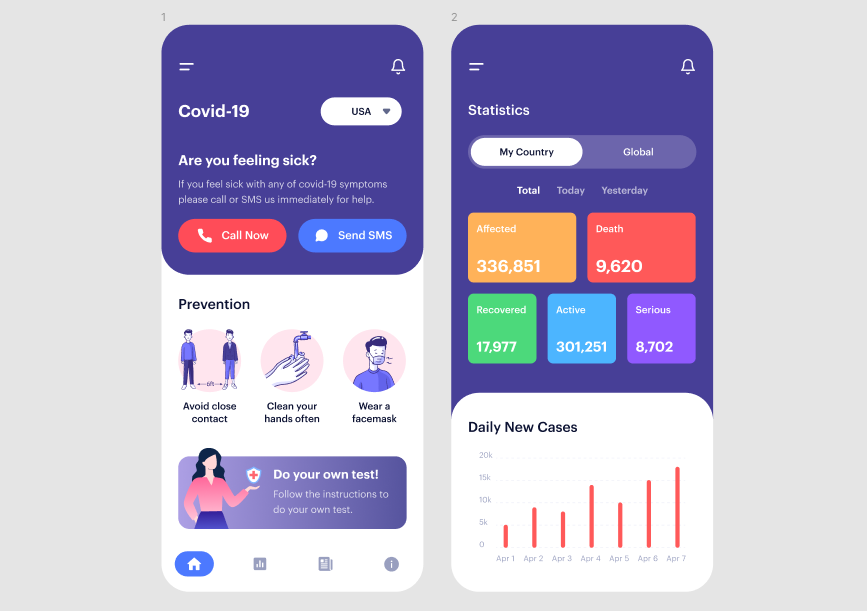 1
Covid-19
USA
Are you feeling sick?
If you feel sick with any of covid-19 symptoms
please call or SMS us immediately for help.
Call Now
Send SMS
Prevention
6ft
Avoid close
contact
Clean your
hands often
Wear a
facemask
Do your own test!
Follow the instructions to
do your own test.
2
Statistics
My Country
Global
Total
Today
Yesterday
Affected
336,851
Death
9,620
Recovered
17,977
Active
301,251
Serious
8,702
Daily New Cases
20k
15k
10k
5k
0
Apr 1
Apr 2
Apr 3
Apr 4
Apr 5
Apr 6
Apr 7